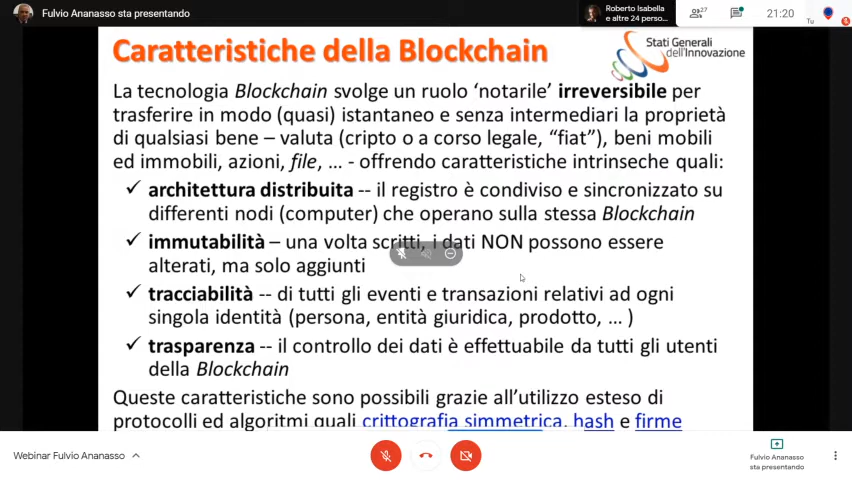 Fulvio Ananasso sta presentando
Roberto Isabella
e altre 24 perso...
27
21:20
Tu
Caratteristiche della Blockchain
Stati Generali
dell'Innovazione
La tecnologia Blockchain svolge un ruolo ‘notarile’ irreversibile per
trasferire in modo (quasi) istantaneo e senza intermediari la proprietà
di qualsiasi bene – valuta (cripto o a corso legale, “fiat”), beni mobili
ed immobili, azioni, file, … - offrendo caratteristiche intrinseche quali:
✓ architettura distribuita -- il registro è condiviso e sincronizzato su
differenti nodi (computer) che operano sulla stessa Blockchain
✓ immutabilità – una volta scritti, i dati NON possono essere
alterati, ma solo aggiunti
✓ tracciabilità -- di tutti gli eventi e transazioni relativi ad ogni
singola identità (persona, entità giuridica, prodotto, … )
✓ trasparenza -- il controllo dei dati è effettuabile da tutti gli utenti
della Blockchain
Queste caratteristiche sono possibili grazie all’utilizzo esteso di
protocolli ed algoritmi quali crittografia simmetrica, hash e firme
Webinar Fulvio Ananasso
Fulvio Ananasso
sta presentando